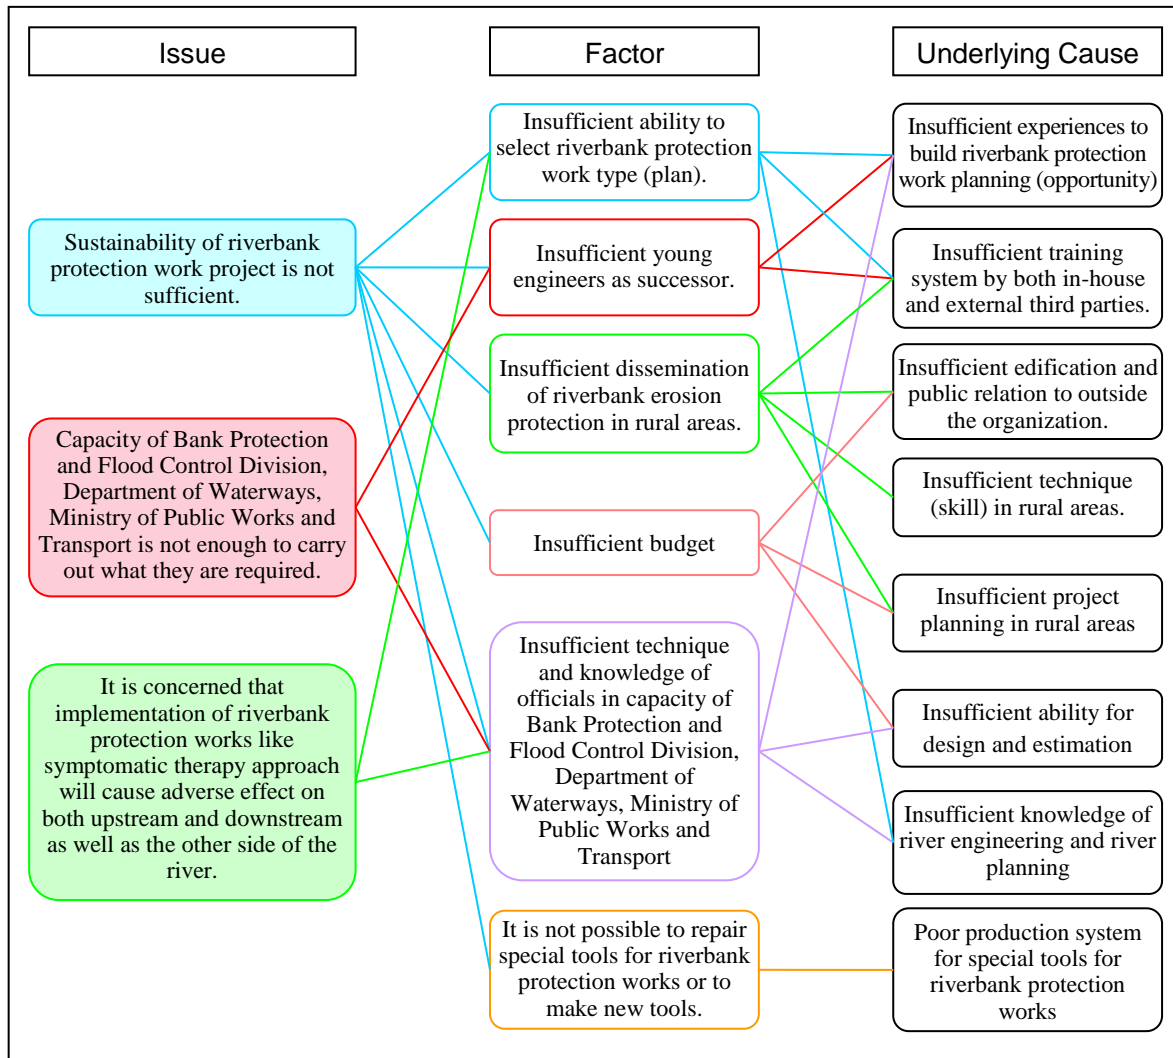 Issue
Factor
Underlying Cause
Sustainability of riverbank
protection work project is not
sufficient.
Capacity of Bank Protection
and Flood Control Division,
Department of Waterways,
Ministry of Public Works and
Transport is not enough to carry
out what they are required.
It is concerned that
implementation of riverbank
protection works like
symptomatic therapy approach
will cause adverse effect on
both upstream and downstream
as well as the other side of the
river.
Insufficient ability to
select riverbank protection
work type (plan).
Insufficient young
engineers as successor.
Insufficient dissemination
of riverbank erosion
protection in rural areas.
Insufficient budget
Insufficient technique
and knowledge of
officials in capacity of
Bank Protection and
Flood Control Division,
Department of
Waterways, Ministry of
Public Works and
Transport
It is not possible to repair
special tools for riverbank
protection works or to
make new tools.
Insufficient experiences to
build riverbank protection
work planning (opportunity)
Insufficient training
system by both in-house
and external third parties.
Insufficient edification and
public relation to outside
the organization.
Insufficient technique
(skill) in rural areas.
Insufficient project
planning in rural areas
Insufficient ability for
design and estimation
Insufficient knowledge of
river engineering and river
planning
Poor production system
for special tools for
riverbank protection
works